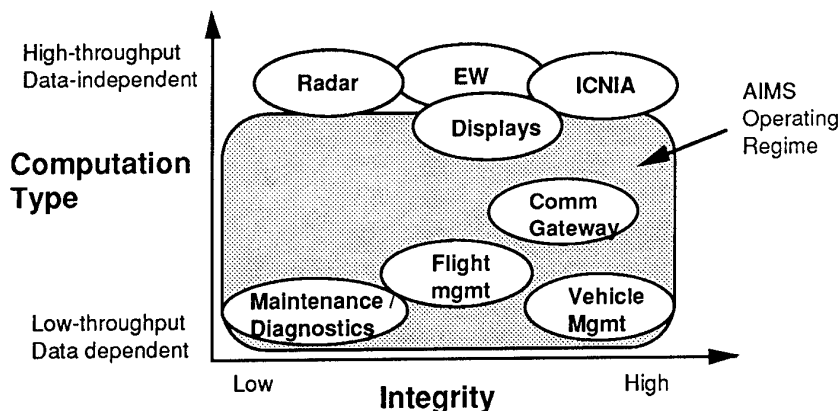 High-throughput
Data-independent
Radar
EW
ICNIA
Displays
AIMS
Operating
Regime
Computation
Type
Comm
Gateway
Flight
mgmt
Maintenance /
Diagnostics
Vehicle
Mgmt
Low-throughput
Data dependent
Low
Integrity
High